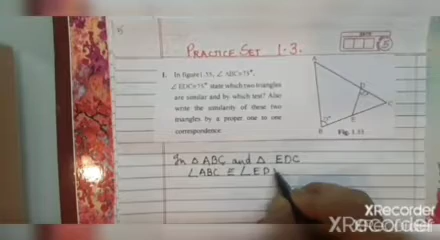 PRACTICE SET 1.3.
1. In figure 1.55, ∠ ABC=75°,
∠ EDC=75° state which two triangles
are similar and by which test? Also
write the similarity of these two
triangles by a proper one to one
correspondence.
A
D
C
E
B
Fig. 1.55
In △ ABC and △ EDC
∠ ABC ≅ ∠ ED
XRecorder
XRecorder